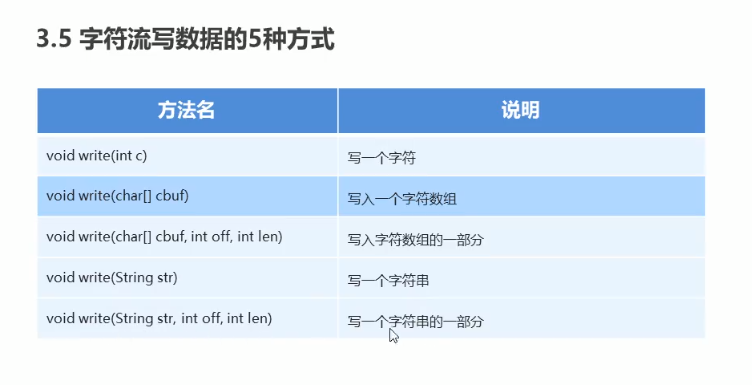 3.5 字符流写数据的5种方式
方法名 说明
void write(int c) 写一个字符
void write(char[] cbuf) 写入一个字符数组
void write(char[] cbuf, int off, int len) 写入字符数组的一部分
void write(String str) 写一个字符串
void write(String str, int off, int len) 写一个字符串的一部分